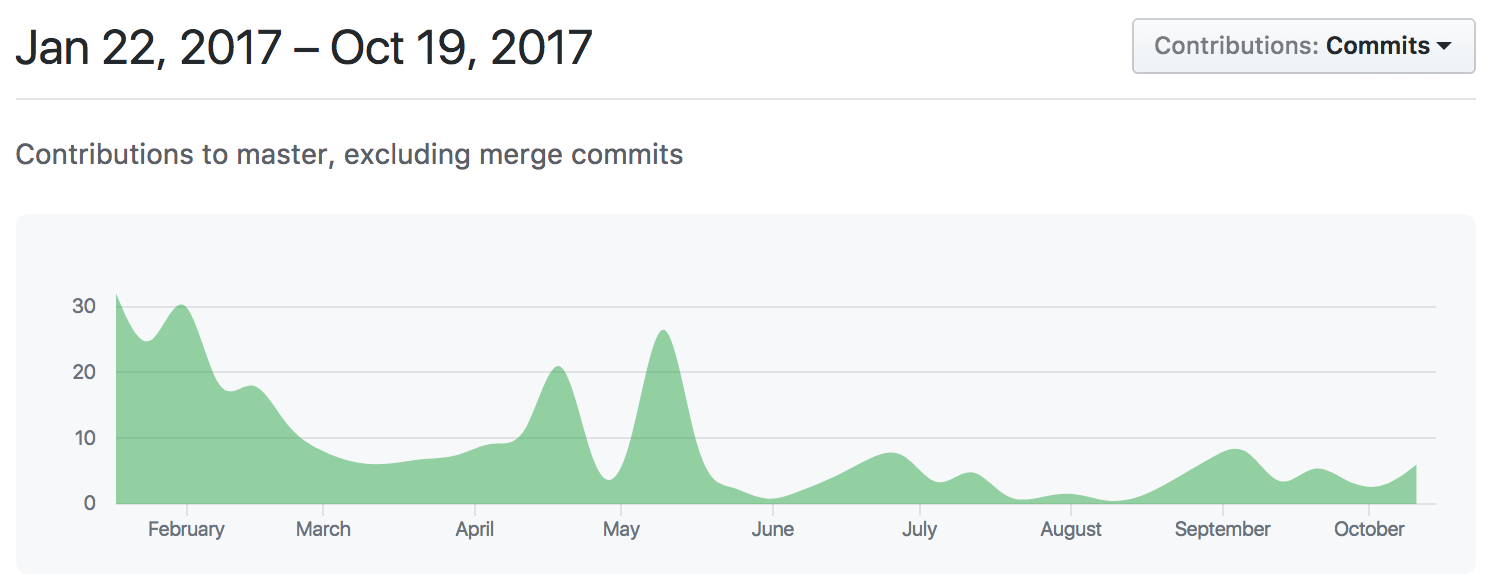 Jan 22, 2017 – Oct 19, 2017
Contributions: Commits
Contributions to master, excluding merge commits
30
20
10
0
February March April May June July August September October